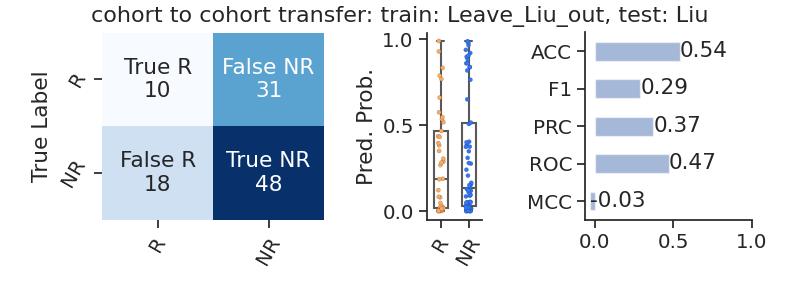 cohort to cohort transfer: train: Leave_Liu_out, test: Liu
True Label
R
NR
True R
10
False NR
31
False R
18
True NR
48
R
NR
Pred. Prob.
1.0
0.5
0.0
R
NR
ACC
0.54
F1
0.29
PRC
0.37
ROC
0.47
MCC
-0.03
0.0
0.5
1.0